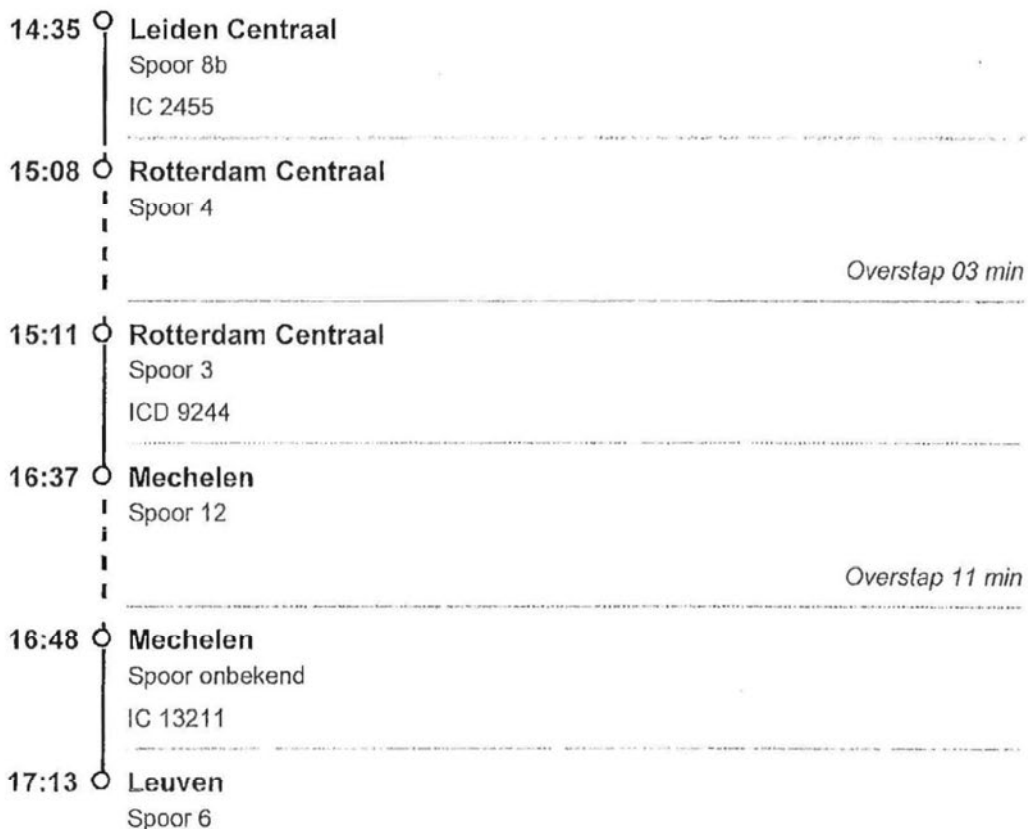 14:35 Leiden Centraal
Spoor 8b
IC 2455
15:08 Rotterdam Centraal
Spoor 4
Overstap 03 min
15:11 Rotterdam Centraal
Spoor 3
ICD 9244
16:37 Mechelen
Spoor 12
Overstap 11 min
16:48 Mechelen
Spoor onbekend
IC 13211
17:13 Leuven
Spoor 6